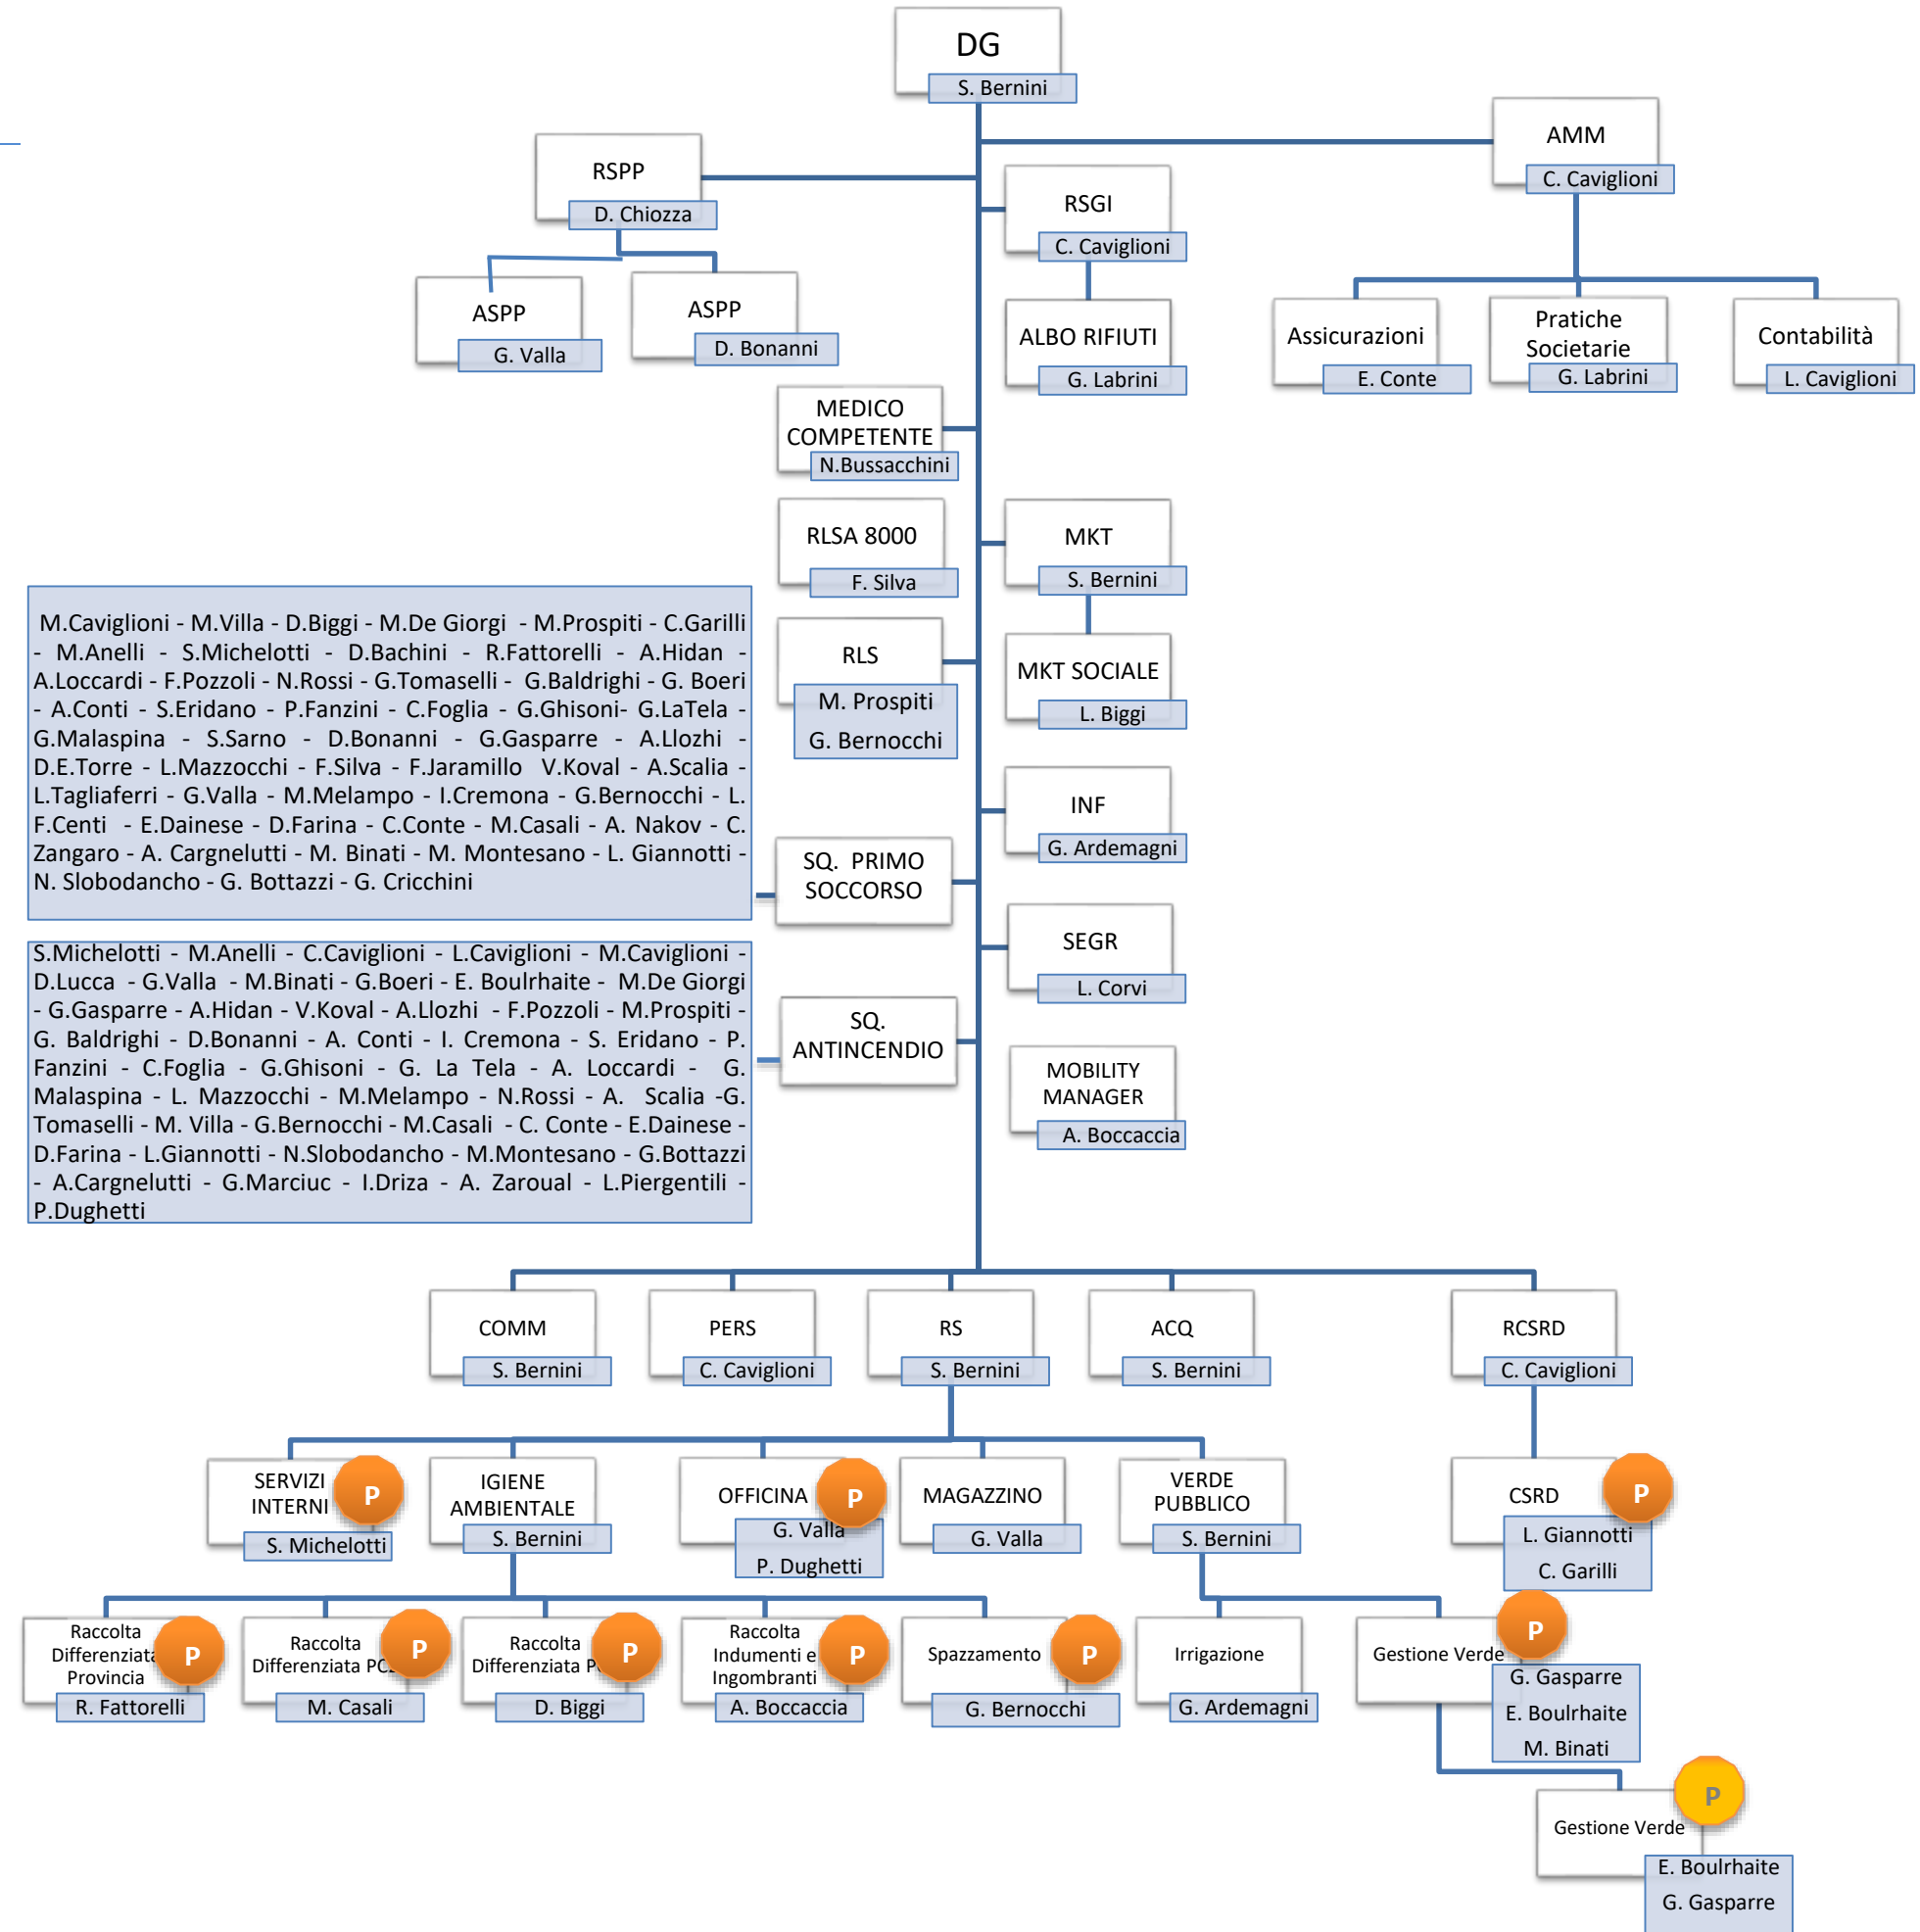 DG
S. Bernini
AMM
C. Caviglioni
RSPP
D. Chiozza
RSGI
C. Caviglioni
ASPP
G. Valla
ASPP
D. Bonanni
ALBO RIFIUTI
G. Labrini
Assicurazioni
E. Conte
Pratiche
Societarie
G. Labrini
Contabilità
L. Caviglioni
MEDICO
COMPETENTE
N.Bussacchini
RLSA 8000
F. Silva
MKT
S. Bernini
RLS
M. Prospiti
G. Bernocchi
MKT SOCIALE
L. Biggi
M.Caviglioni - M.Villa - D.Biggi - M.De Giorgi - M.Prospiti - C.Garilli
- M.Anelli - S.Michelotti - D.Bachini - R.Fattorelli - A.Hidan -
A.Loccardi - F.Pozzoli - N.Rossi - G.Tomaselli - G.Baldrighi - G. Boeri
- A.Conti - S.Eridano - P.Fanzini - C.Foglia - G.Ghisoni- G.LaTela -
G.Malaspina - S.Sarno - D.Bonanni - G.Gasparre - A.Llozhi -
D.E.Torre - L.Mazzocchi - F.Silva - F.Jaramillo V.Koval - A.Scalia -
L.Tagliaferri - G.Valla - M.Melampo - I.Cremona - G.Bernocchi - L.
F.Centi - E.Dainese - D.Farina - C.Conte - M.Casali - A. Nakov - C.
Zangaro - A. Cargnelutti - M. Binati - M. Montesano - L. Giannotti -
N. Slobodancho - G. Bottazzi - G. Cricchini
INF
G. Ardemagni
SQ. PRIMO
SOCCORSO
SEGR
L. Corvi
S.Michelotti - M.Anelli - C.Caviglioni - L.Caviglioni - M.Caviglioni -
D.Lucca - G.Valla - M.Binati - G.Boeri - E. Boulrhaite - M.De Giorgi
- G.Gasparre - A.Hidan - V.Koval - A.Llozhi - F.Pozzoli - M.Prospiti -
G. Baldrighi - D.Bonanni - A. Conti - I. Cremona - S. Eridano - P.
Fanzini - C.Foglia - G.Ghisoni - G. La Tela - A. Loccardi - G.
Malaspina - L. Mazzocchi - M.Melampo - N.Rossi - A. Scalia -G.
Tomaselli - M. Villa - G.Bernocchi - M.Casali - C. Conte - E.Dainese -
D.Farina - L.Giannotti - N.Slobodancho - M.Montesano - G.Bottazzi
- A.Cargnelutti - G.Marciuc - I.Driza - A. Zaroual - L.Piergentili -
P.Dughetti
SQ.
ANTINCENDIO
MOBILITY
MANAGER
A. Boccaccia
COMM
S. Bernini
PERS
C. Caviglioni
RS
S. Bernini
ACQ
S. Bernini
RCSRD
C. Caviglioni
SERVIZI
INTERNI
P
S. Michelotti
IGIENE
AMBIENTALE
S. Bernini
OFFICINA
P
G. Valla
P. Dughetti
MAGAZZINO
G. Valla
VERDE
PUBBLICO
S. Bernini
CSRD
P
L. Giannotti
C. Garilli
Raccolta
Differenziata
Provincia
P
R. Fattorelli
Raccolta
Differenziata
P
M. Casali
Raccolta
Differenziata
P
D. Biggi
Raccolta
Indumenti e
Ingombranti
P
A. Boccaccia
Spazzamento
P
G. Bernocchi
Irrigazione
G. Ardemagni
Gestione Verde
P
G. Gasparre
E. Boulrhaite
M. Binati
Gestione Verde
P
E. Boulrhaite
G. Gasparre